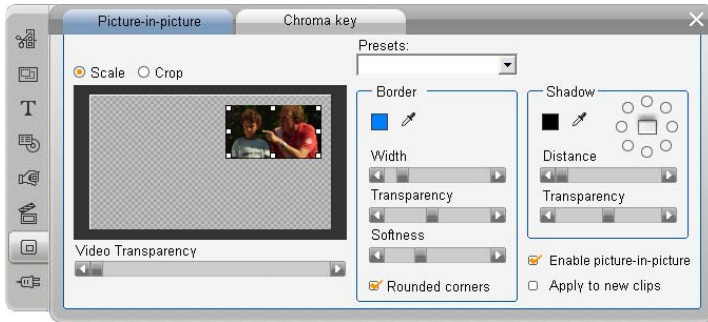 Picture-in-picture
Chroma key
Presets:
Scale
Crop
Border
Shadow
Width
Distance
Transparency
Transparency
Softness
Video Transparency
Rounded corners
Enable picture-in-picture
Apply to new clips